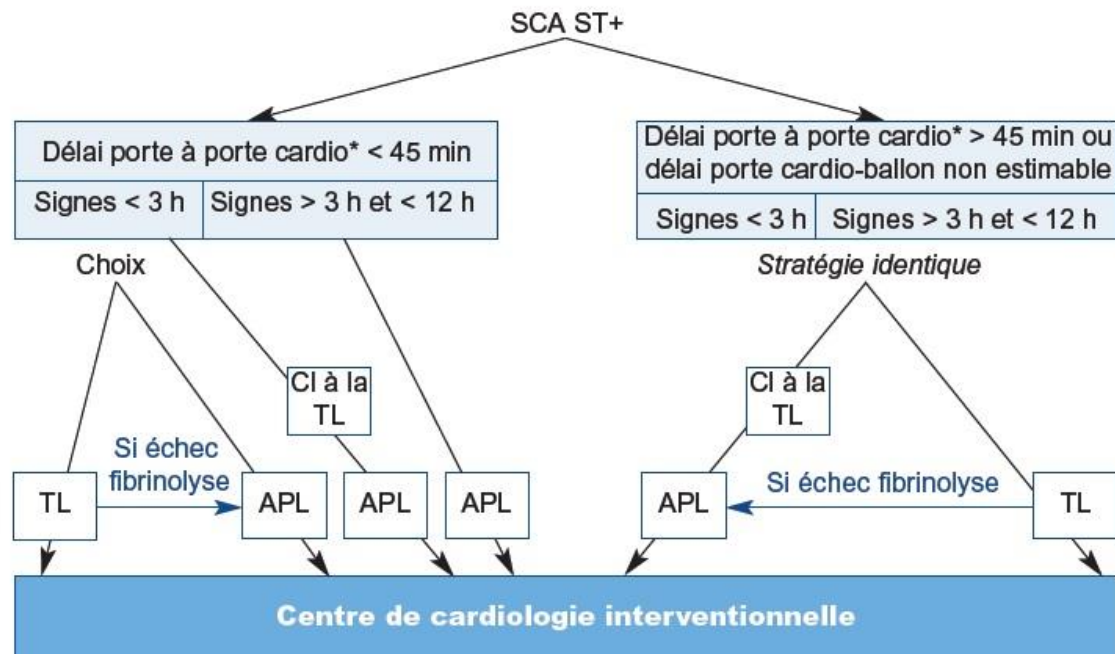 SCA ST+
Délai porte à porte cardio* < 45 min
Signes < 3 h
Signes > 3 h et < 12 h
Délai porte à porte cardio* > 45 min ou
délai porte cardio-ballon non estimable
Signes < 3 h
Signes > 3 h et < 12 h
Choix
Stratégie identique
CI à la
TL
CI à la
TL
Si échec
fibrinolyse
Si échec fibrinolyse
TL
APL
APL
APL
APL
TL
Centre de cardiologie interventionnelle